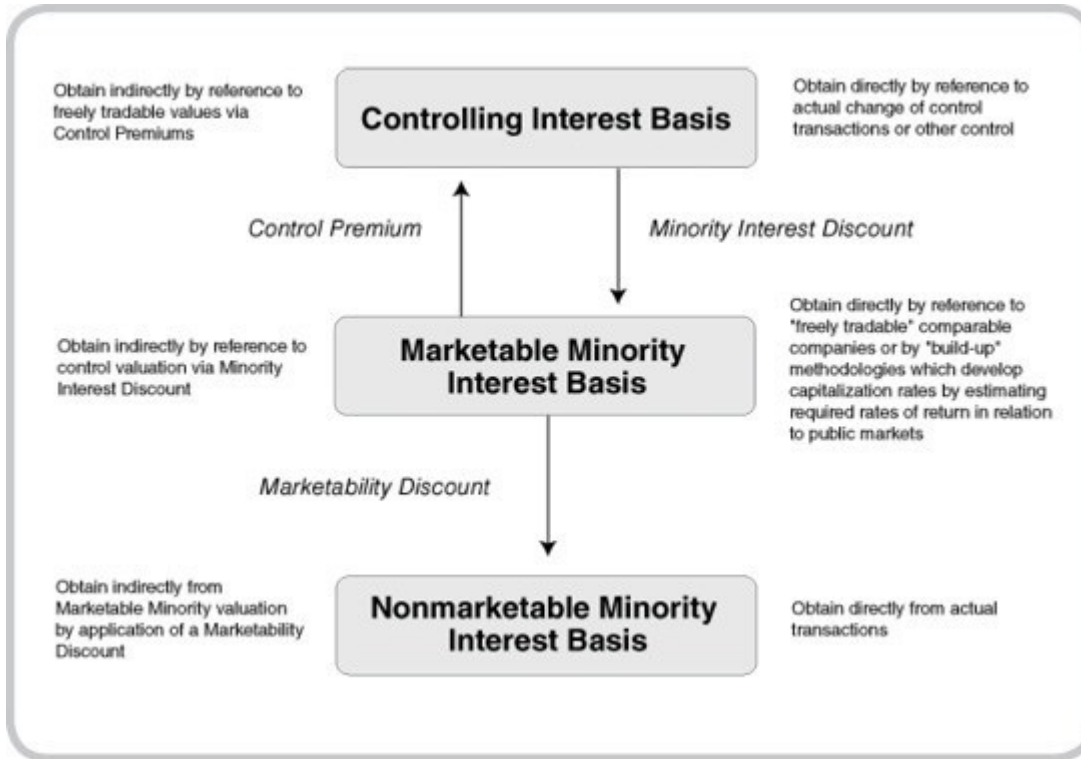 Obtain indirectly by reference to
freely tradable values via
Control Premiums
Controlling Interest Basis
Obtain directly by reference to
actual change of control
transactions or other control
Control Premium
Minority Interest Discount
Obtain indirectly by reference to
control valuation via Minority
Interest Discount
Marketable Minority
Interest Basis
Obtain directly by reference to
"freely tradable" comparable
companies or by "build-up"
methodologies which develop
capitalization rates by estimating
required rates of return in relation
to public markets
Marketability Discount
Obtain indirectly from
Marketable Minority valuation
by application of a Marketability
Discount
Nonmarketable Minority
Interest Basis
Obtain directly from actual
transactions